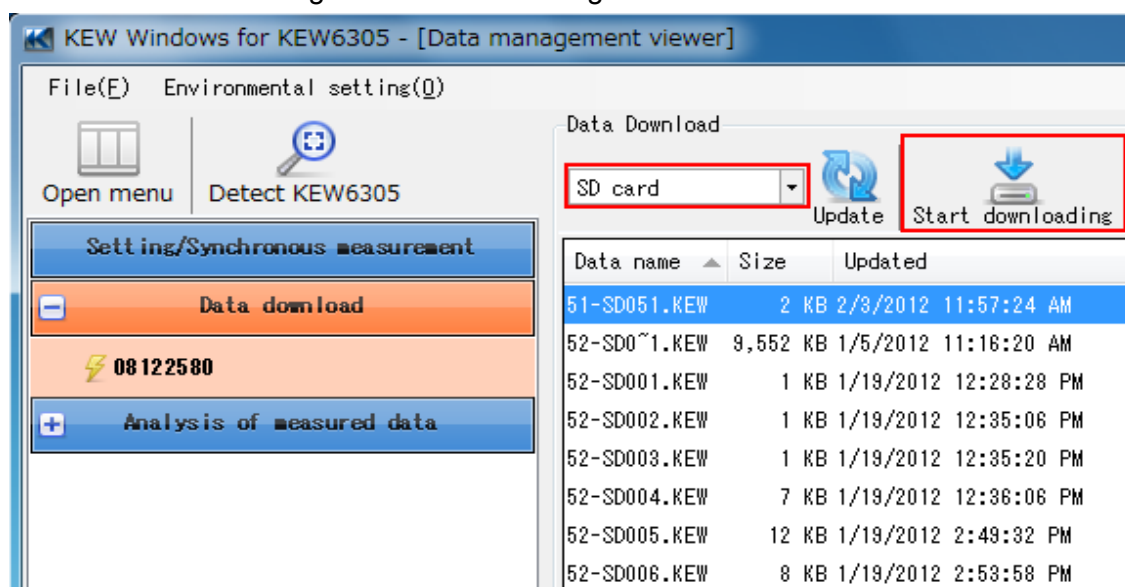 KEW Windows for KEW6305 - [Data management viewer]
File(F) Environmental setting(O)
Open menu
Detect KEW6305
Data Download
SD card
Update
Start downloading
Setting/Synchronous measurement
Data download
08122580
Analysis of measured data
Data name Size Updated
51-SD051.KEW 2 KB 2/3/2012 11:57:24 AM
52-SD0~1.KEW 9,552 KB 1/5/2012 11:16:20 AM
52-SD001.KEW 1 KB 1/19/2012 12:28:28 PM
52-SD002.KEW 1 KB 1/19/2012 12:35:06 PM
52-SD003.KEW 1 KB 1/19/2012 12:35:20 PM
52-SD004.KEW 7 KB 1/19/2012 12:36:06 PM
52-SD005.KEW 12 KB 1/19/2012 2:49:32 PM
52-SD006.KEW 8 KB 1/19/2012 2:53:58 PM